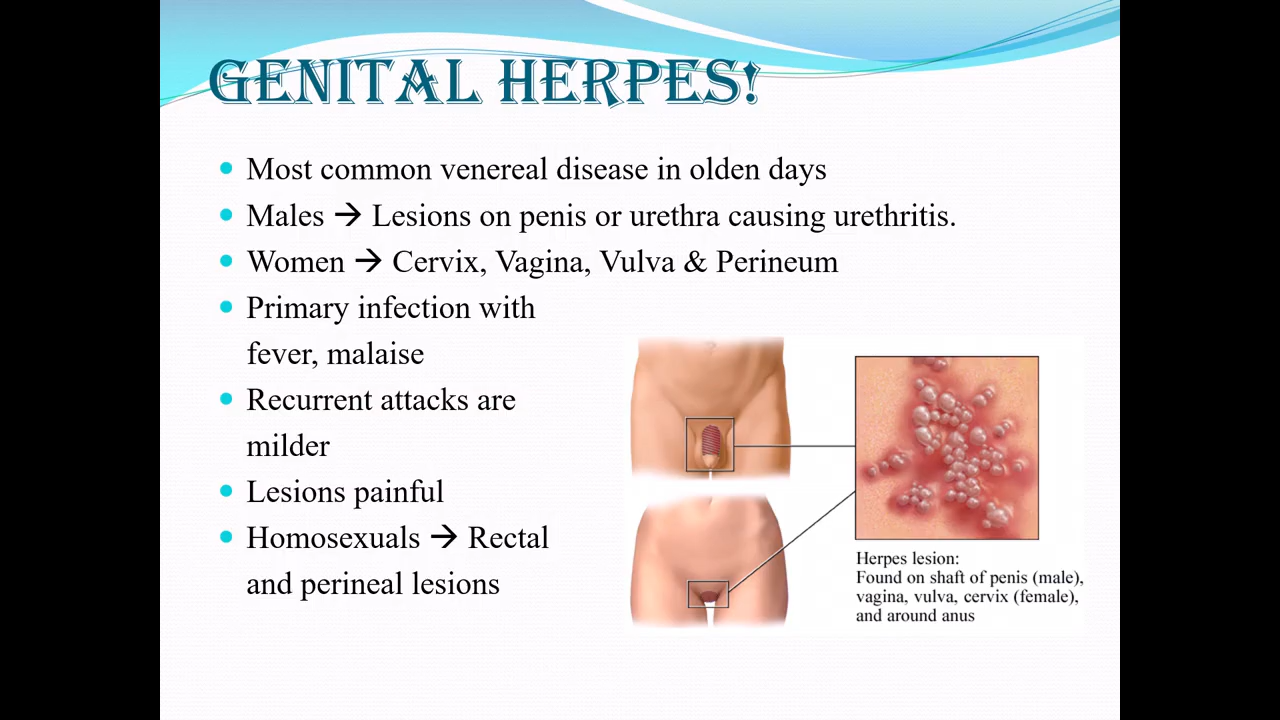 GENITAL HERPES!
• Most common venereal disease in olden days
• Males → Lesions on penis or urethra causing urethritis.
• Women → Cervix, Vagina, Vulva & Perineum
• Primary infection with
fever, malaise
• Recurrent attacks are
milder
• Lesions painful
• Homosexuals → Rectal
and perineal lesions
Herpes lesion:
Found on shaft of penis (male),
vagina, vulva, cervix (female),
and around anus